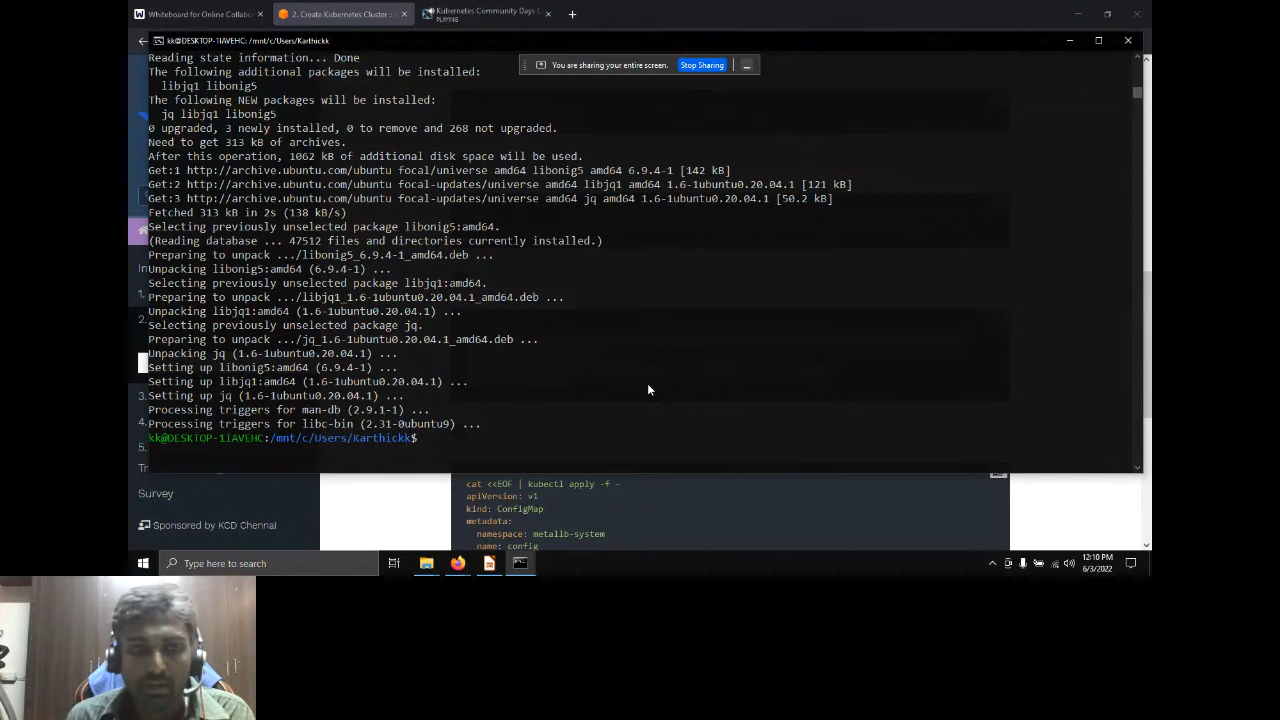 Whiteboard for Online Collabo
2. Create Kubernetes Cluster ::
Kubernetes Community Days C
PLAYING
kk@DESKTOP-1IAVEHC: /mnt/c/Users/Karthickk
You are sharing your entire screen.
Stop Sharing
Reading state information... Done
The following additional packages will be installed:
libjq1 libonig5
The following NEW packages will be installed:
jq libjq1 libonig5
0 upgraded, 3 newly installed, 0 to remove and 268 not upgraded.
Need to get 313 kB of archives.
After this operation, 1062 kB of additional disk space will be used.
Get:1 http://archive.ubuntu.com/ubuntu focal/universe amd64 libonig5 amd64 6.9.4-1 [142 kB]
Get:2 http://archive.ubuntu.com/ubuntu focal-updates/universe amd64 libjq1 amd64 1.6-1ubuntu0.20.04.1 [121 kB]
Get:3 http://archive.ubuntu.com/ubuntu focal-updates/universe amd64 jq amd64 1.6-1ubuntu0.20.04.1 [50.2 kB]
Fetched 313 kB in 2s (138 kB/s)
Selecting previously unselected package libonig5:amd64.
(Reading database ... 47512 files and directories currently installed.)
Preparing to unpack .../libonig5_6.9.4-1_amd64.deb ...
Unpacking libonig5:amd64 (6.9.4-1) ...
Selecting previously unselected package libjq1:amd64.
Preparing to unpack .../libjq1_1.6-1ubuntu0.20.04.1_amd64.deb ...
Unpacking libjq1:amd64 (1.6-1ubuntu0.20.04.1) ...
Selecting previously unselected package jq.
Preparing to unpack .../jq_1.6-1ubuntu0.20.04.1_amd64.deb ...
Unpacking jq (1.6-1ubuntu0.20.04.1) ...
Setting up libonig5:amd64 (6.9.4-1) ...
Setting up libjq1:amd64 (1.6-1ubuntu0.20.04.1) ...
Setting up jq (1.6-1ubuntu0.20.04.1) ...
Processing triggers for man-db (2.9.1-1) ...
Processing triggers for libc-bin (2.31-0ubuntu9) ...
kk@DESKTOP-1IAVEHC:/mnt/c/Users/Karthickk$
In
1.
2.
3.
4.
5.
Tr
Survey
Sponsored by KCD Chennai
cat <<EOF | kubectl apply -f -
apiVersion: v1
kind: ConfigMap
metadata:
namespace: metallb-system
name: config
Type here to search
12:10 PM
6/3/2022